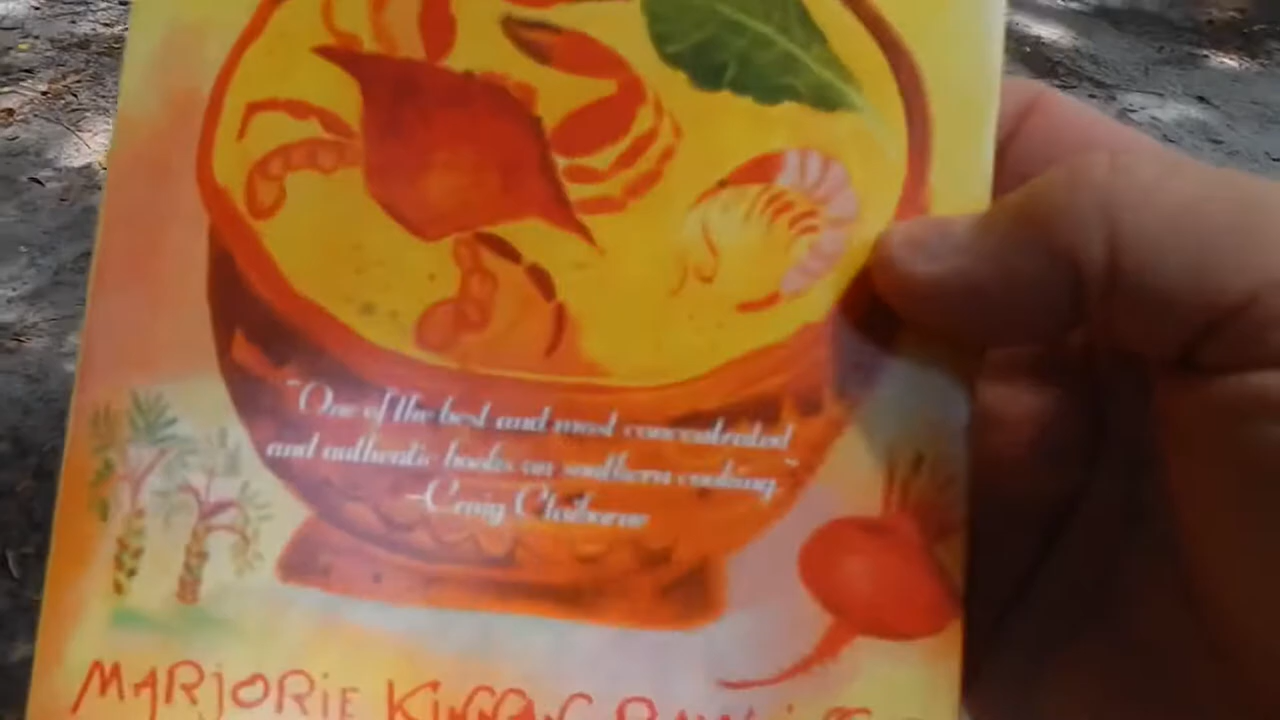 "One of the best and most concentrated
and authentic books on southern cooking."
-Craig Claiborne
MARJORIE KINNAN RAWLINGS